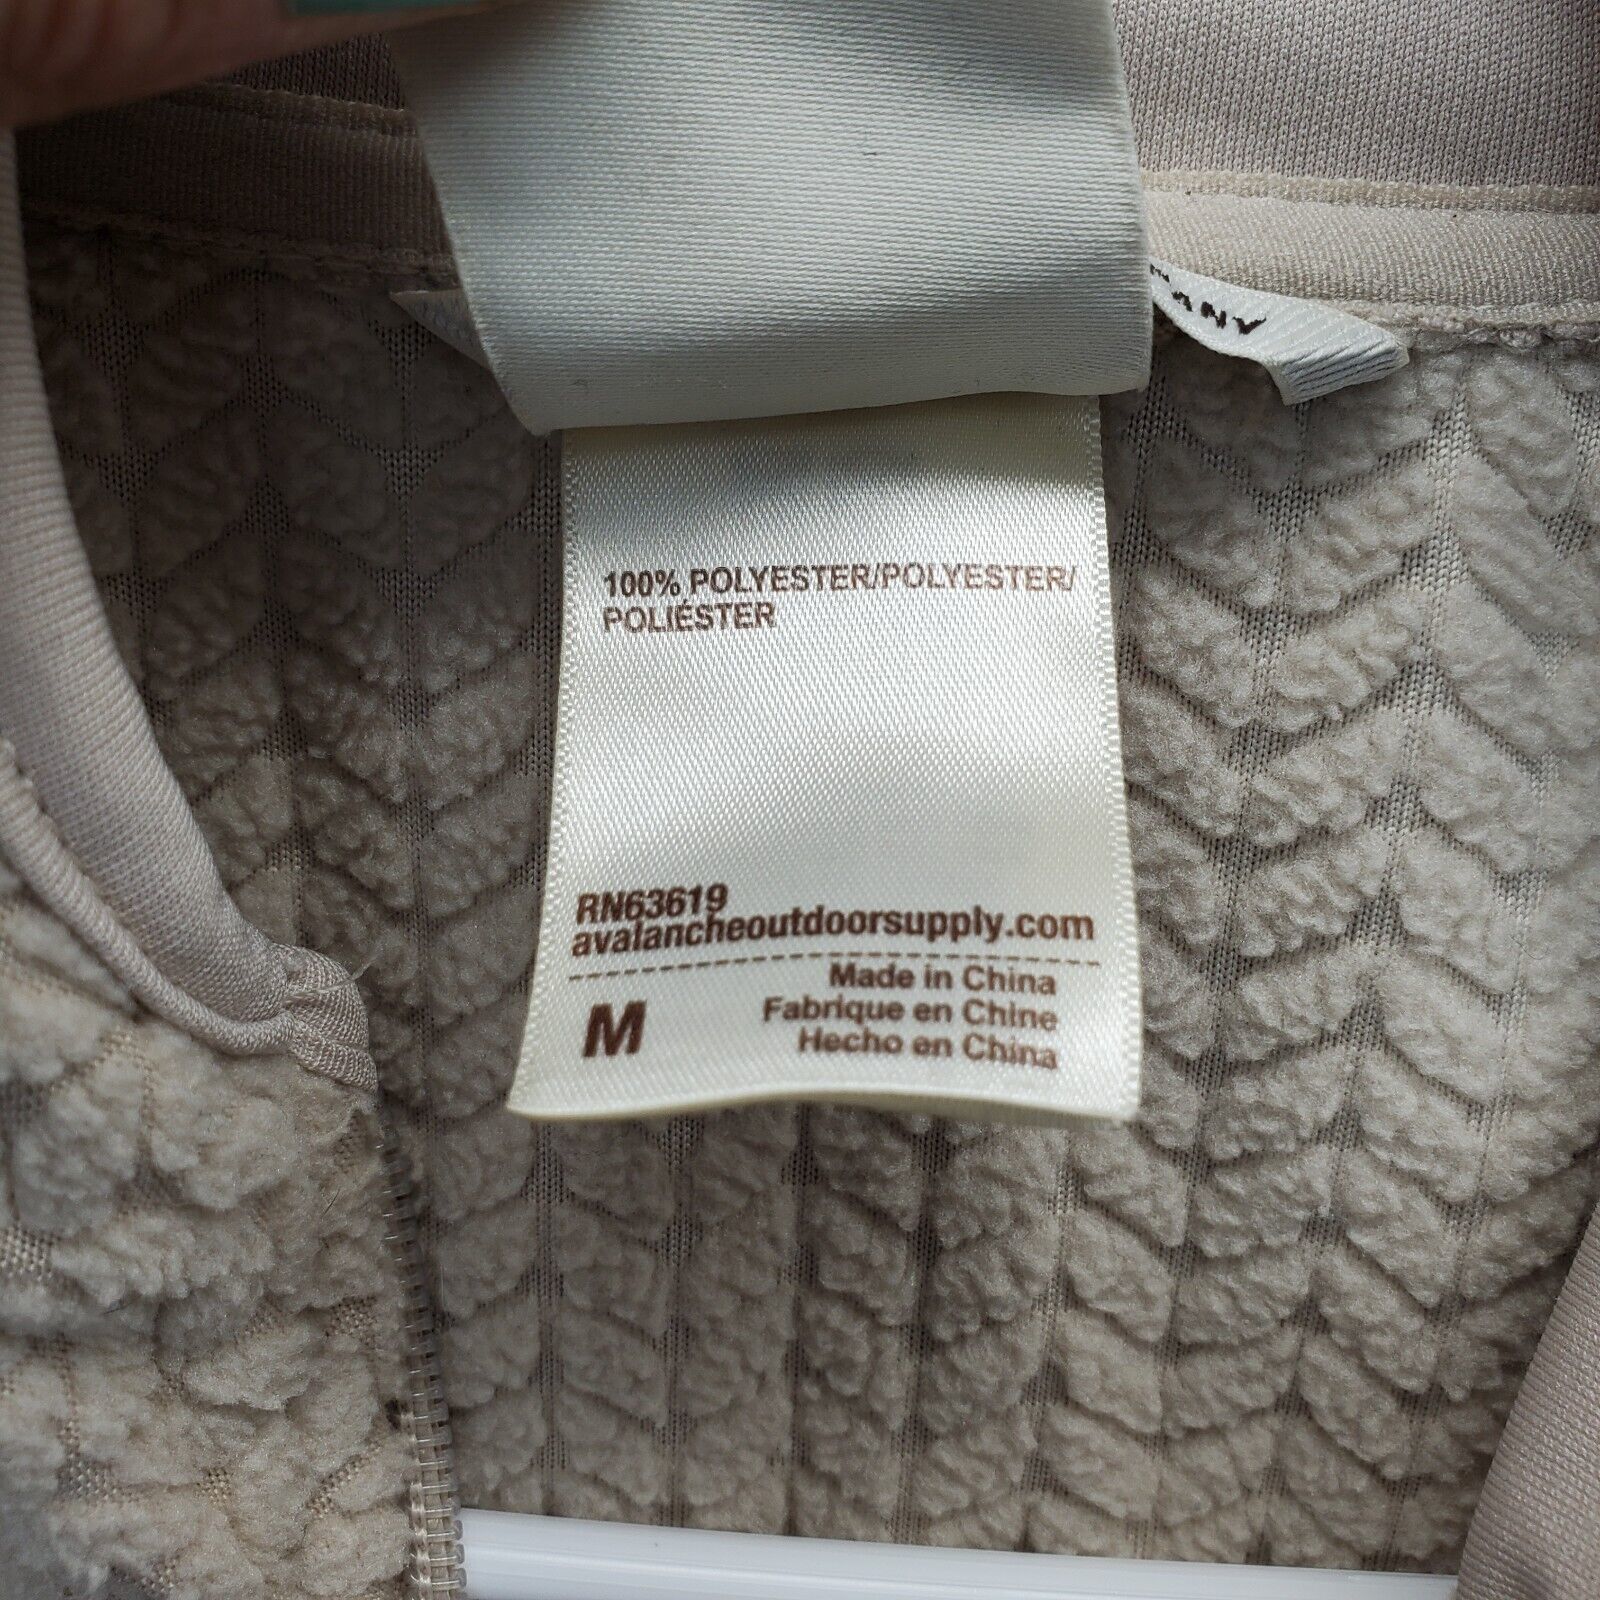 100% POLYESTER/POLYESTER/
POLIÉSTER
RN63619
avalancheoutdoorsupply.com
M
Made in China
Fabrique en Chine
Hecho en China